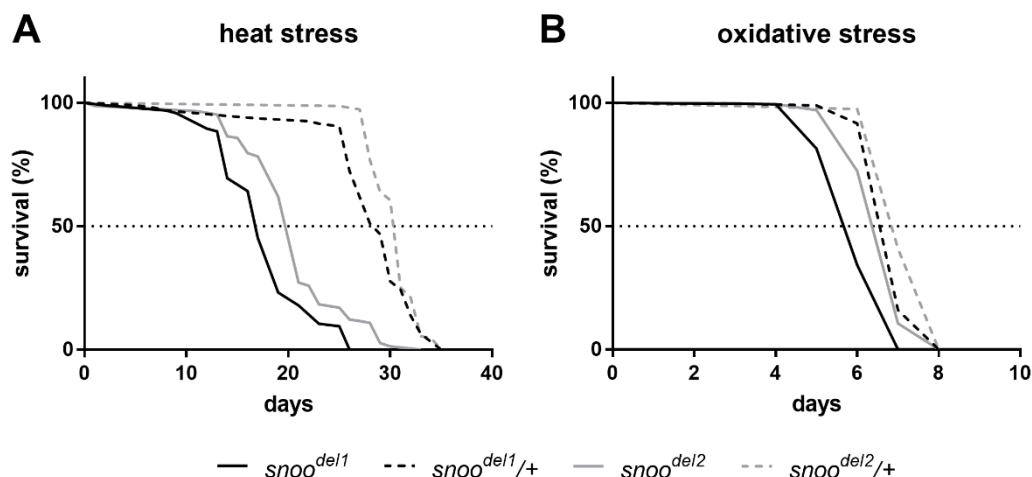 A heat stress
survival (%)
100
50
0
0 10 20 30 40
days
B oxidative stress
survival (%)
100
50
0
0 2 4 6 8 10
days
snoo^del1 snoo^del1/+ snoo^del2 snoo^del2/+